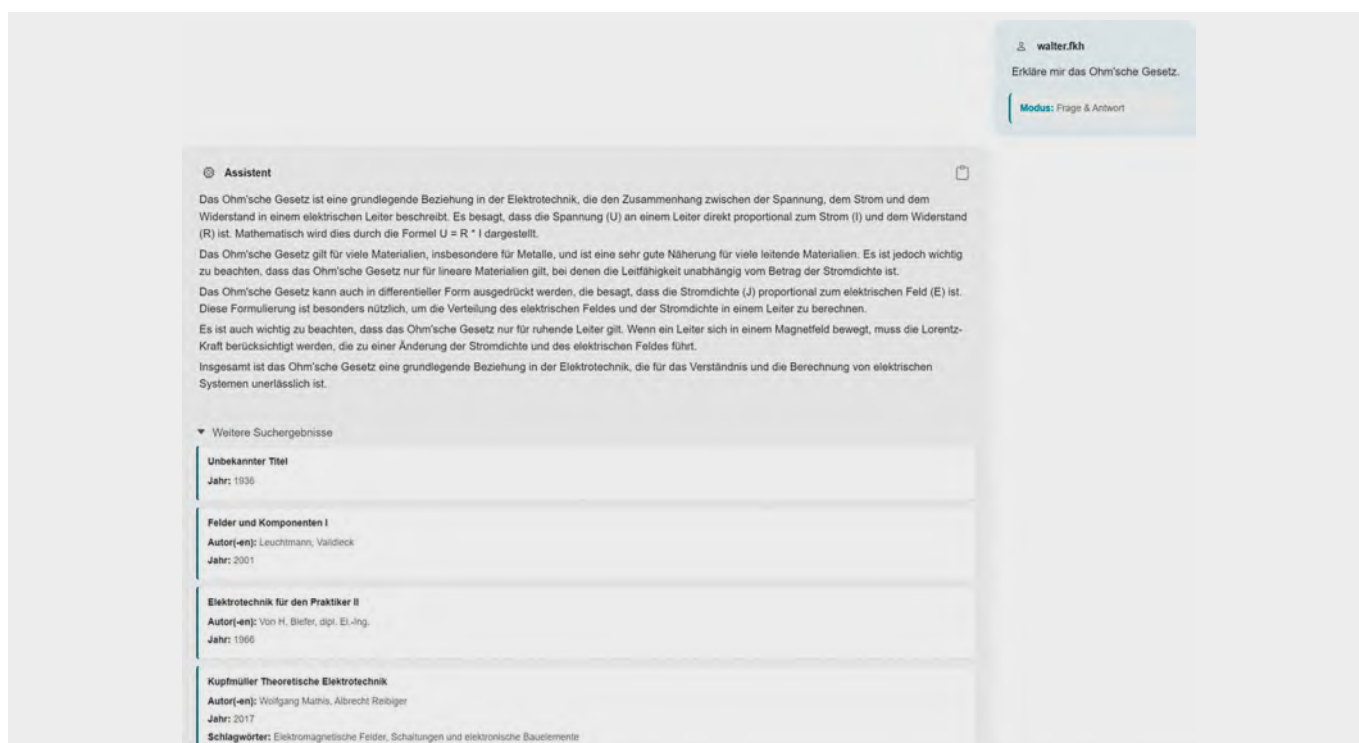 walter.fkh
Erkläre mir das Ohm'sche Gesetz.
Modus: Frage & Antwort
Assistent
Das Ohm'sche Gesetz ist eine grundlegende Beziehung in der Elektrotechnik, die den Zusammenhang zwischen der Spannung, dem Strom und dem
Widerstand in einem elektrischen Leiter beschreibt. Es besagt, dass die Spannung (U) an einem Leiter direkt proportional zum Strom (I) und dem Widerstand
(R) ist. Mathematisch wird dies durch die Formel U = R * I dargestellt.
Das Ohm'sche Gesetz gilt für viele Materialien, insbesondere für Metalle, und ist eine sehr gute Näherung für viele leitende Materialien. Es ist jedoch wichtig
zu beachten, dass das Ohm'sche Gesetz nur für lineare Materialien gilt, bei denen die Leitfähigkeit unabhängig vom Betrag der Stromdichte ist.
Das Ohm'sche Gesetz kann auch in differentieller Form ausgedrückt werden, die besagt, dass die Stromdichte (J) proportional zum elektrischen Feld (E) ist.
Diese Formulierung ist besonders nützlich, um die Verteilung des elektrischen Feldes und der Stromdichte in einem Leiter zu berechnen.
Es ist auch wichtig zu beachten, dass das Ohm'sche Gesetz nur für ruhende Leiter gilt. Wenn ein Leiter sich in einem Magnetfeld bewegt, muss die Lorentz-
Kraft berücksichtigt werden, die zu einer Änderung der Stromdichte und des elektrischen Feldes führt.
Insgesamt ist das Ohm'sche Gesetz eine grundlegende Beziehung in der Elektrotechnik, die für das Verständnis und die Berechnung von elektrischen
Systemen unerlässlich ist.
Weitere Suchergebnisse
Unbekannter Titel
Jahr: 1936
Felder und Komponenten I
Autor(-en): Leuchtmann, Valldieck
Jahr: 2001
Elektrotechnik für den Praktiker II
Autor(-en): Von H. Biefer, dipl. El.-Ing.
Jahr: 1966
Kupfmüller Theoretische Elektrotechnik
Autor(-en): Wolfgang Mathis, Albrecht Reibiger
Jahr: 2017
Schlagwörter: Elektromagnetische Felder, Schaltungen und elektronische Bauelemente